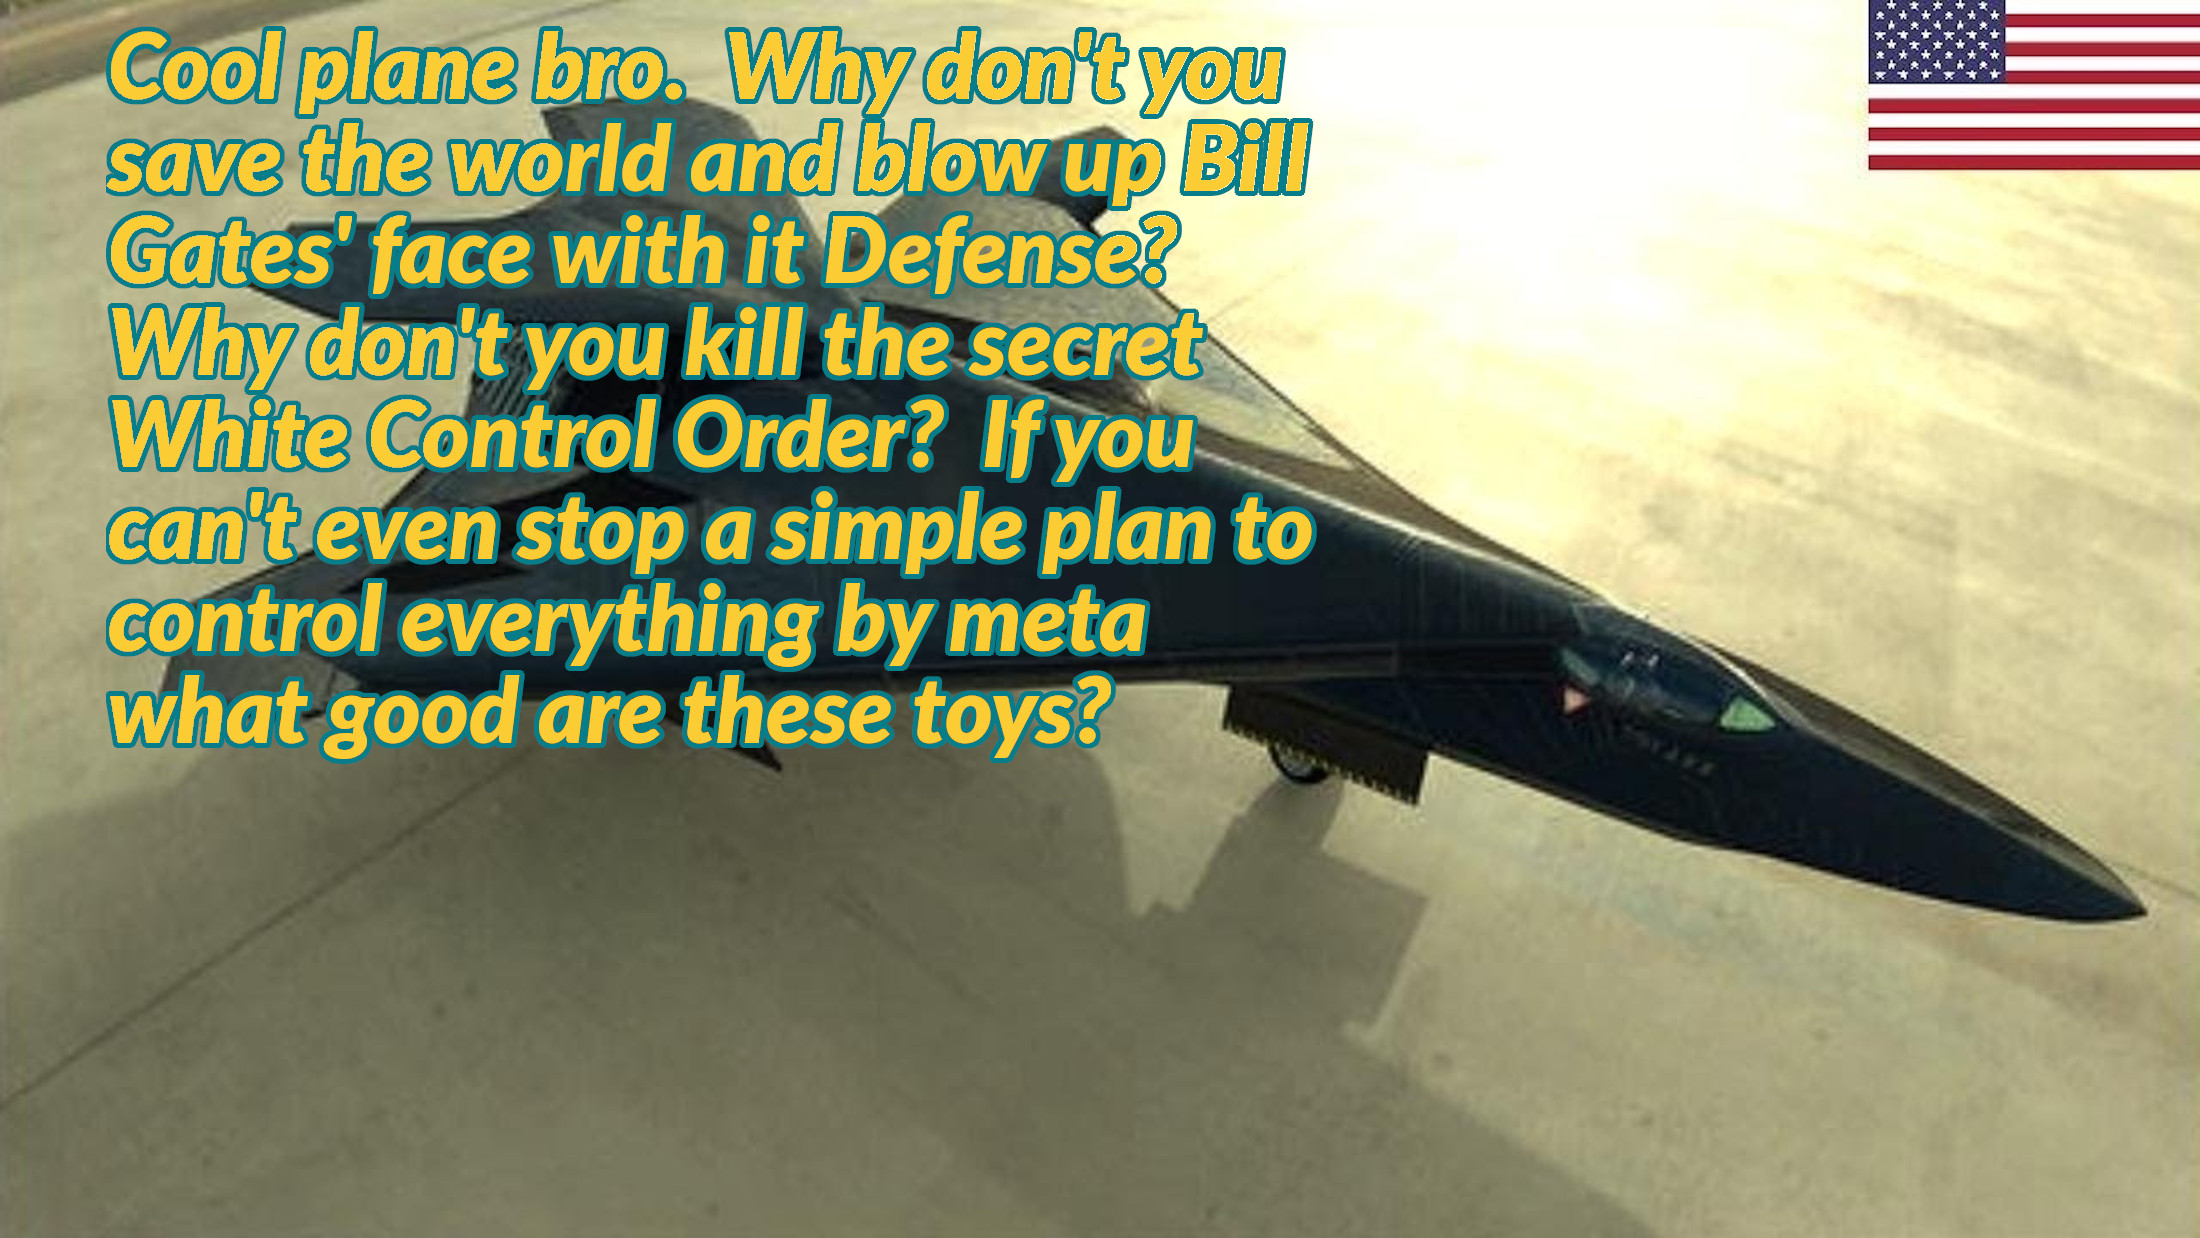 Cool plane bro.  Why don't you
save the world and blow up Bill
Gates' face with it Defense?
Why don't you kill the secret
White Control Order?  If you
can't even stop a simple plan to
control everything by meta
what good are these toys?